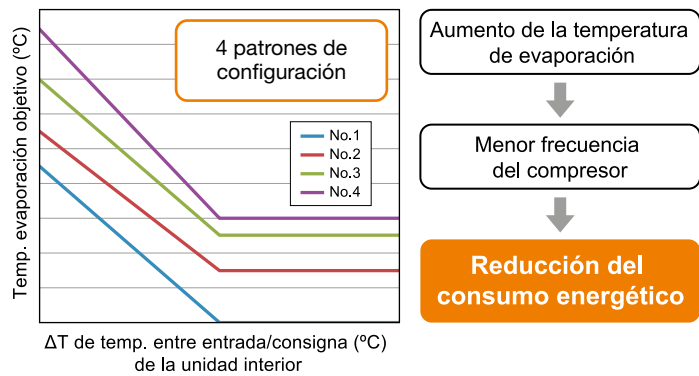 4 patrones de
configuración
No.1
No.2
No.3
No.4
Temp. evaporación objetivo (ºC)
ΔT de temp. entre entrada/consigna (ºC)
de la unidad interior
Aumento de la temperatura
de evaporación
Menor frecuencia
del compresor
Reducción del
consumo energético